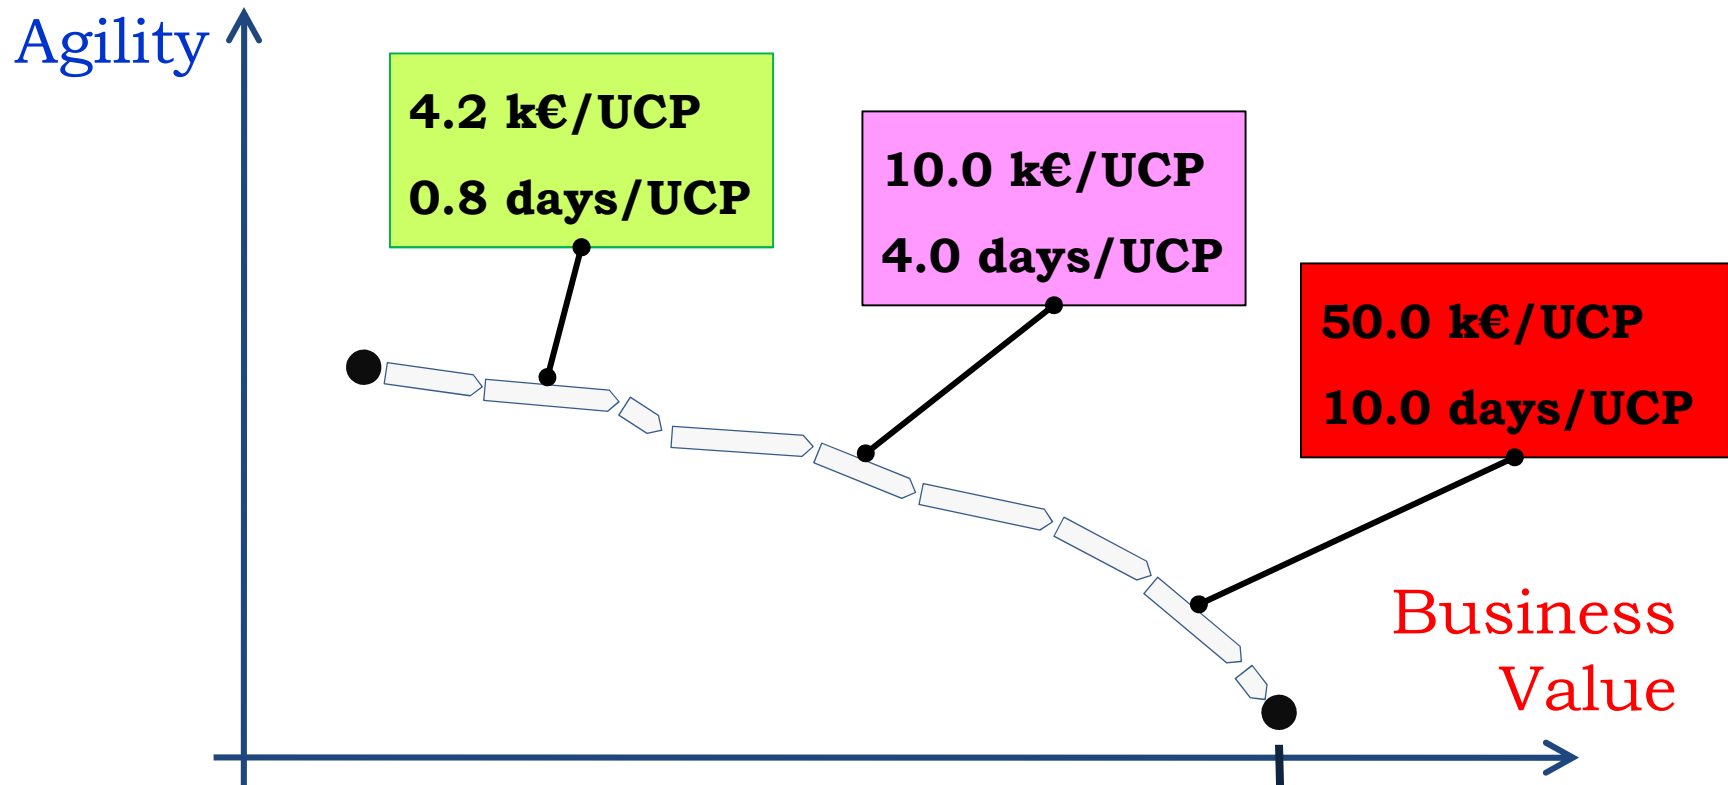 Agility
4.2 k€/UCP
0.8 days/UCP
10.0 k€/UCP
4.0 days/UCP
50.0 k€/UCP
10.0 days/UCP
Business
Value